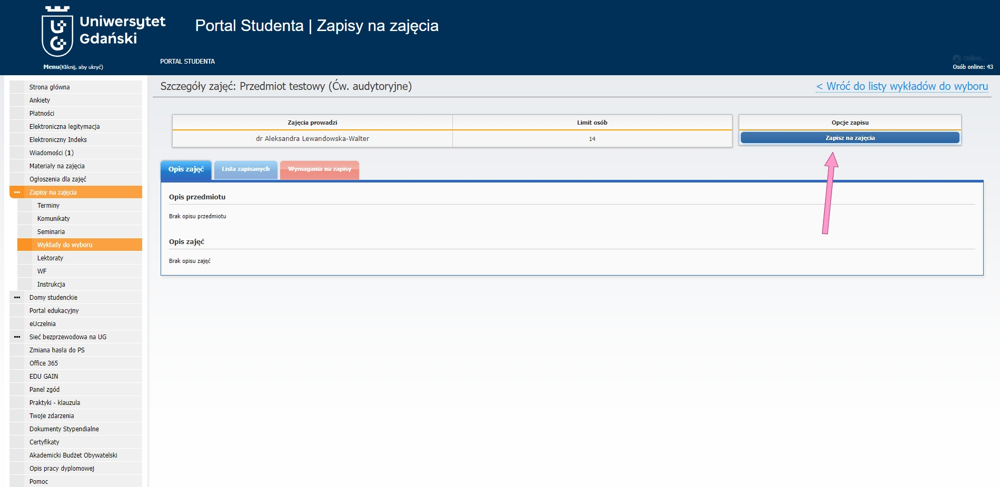 Uniwersytet
Gdański
Portal Studenta | Zapisy na zajęcia
Menu(Kliknij, aby ukryć)
PORTAL STUDENTA
Online..
Osób online: 43
Strona główna
Ankiety
Płatności
Elektroniczna legitymacja
Elektroniczny Indeks
Wiadomości (1)
Materiały na zajęcia
Ogłoszenia dla zajęć
Zapisy na zajęcia
Terminy
Komunikaty
Seminaria
Wykłady do wyboru
Lektoraty
WF
Instrukcja
Domy studenckie
Portal edukacyjny
eUczelnia
Sieć bezprzewodowa na UG
Zmiana hasła do PS
Office 365
EDU GAIN
Panel zgód
Praktyki - klauzula
Twoje zdarzenia
Dokumenty Stypendialne
Certyfikaty
Akademicki Budżet Obywatelski
Opis pracy dyplomowej
Pomoc
Szczegóły zajęć: Przedmiot testowy (Ćw. audytoryjne)
< Wróć do listy wykładów do wyboru
Zajęcia prowadzi Limit osób
dr Aleksandra Lewandowska-Walter 14
Opcje zapisu
Zapisz na zajęcia
Opis zajęć Lista zapisanych Wymagania na zapisy
Opis przedmiotu
Brak opisu przedmiotu
Opis zajęć
Brak opisu zajęć